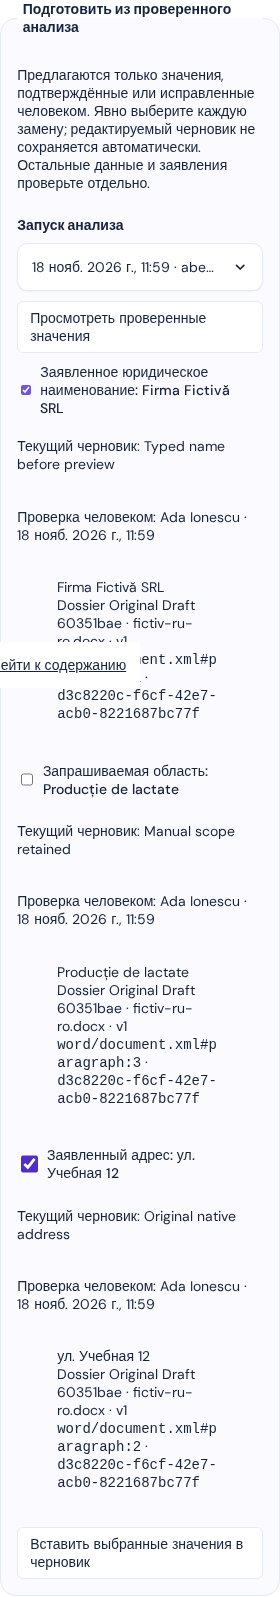 Подготовить из проверенного
анализа
Предлагаются только значения,
подтверждённые или исправленные
человеком. Явно выберите каждую
замену; редактируемый черновик не
сохраняется автоматически.
Остальные данные и заявления
проверьте отдельно.
Запуск анализа
18 нояб. 2026 г., 11:59 · abe...
Просмотреть проверенные
значения
Заявленное юридическое
наименование: Firma Fictivă
SRL
Текущий черновик: Typed name
before preview
Проверка человеком: Ada Ionescu ·
18 нояб. 2026 г., 11:59
Firma Fictivă SRL
Dossier Original Draft
60351bae · fictiv-ru-
ro.docx · v1
ent.xml#p
ейти к содержанию
d3c8220c-f6cf-42e7-
acb0-8221687bc77f
Запрашиваемая область:
Producție de lactate
Текущий черновик: Manual scope
retained
Проверка человеком: Ada Ionescu ·
18 нояб. 2026 г., 11:59
Producție de lactate
Dossier Original Draft
60351bae · fictiv-ru-
ro.docx · v1
word/document.xml#p
aragraph:3 ·
d3c8220c-f6cf-42e7-
acb0-8221687bc77f
Заявленный адрес: ул.
Учебная 12
Текущий черновик: Original native
address
Проверка человеком: Ada Ionescu ·
18 нояб. 2026 г., 11:59
ул. Учебная 12
Dossier Original Draft
60351bae · fictiv-ru-
ro.docx · v1
word/document.xml#p
aragraph:2 ·
d3c8220c-f6cf-42e7-
acb0-8221687bc77f
Вставить выбранные значения в
черновик